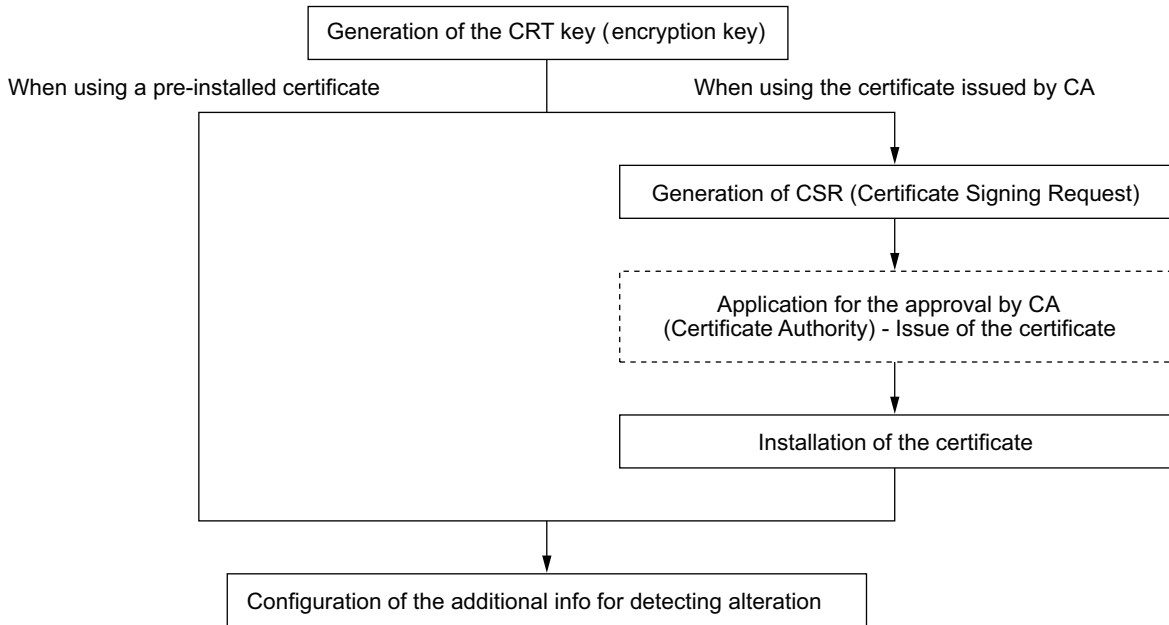 Generation of the CRT key (encryption key)
When using a pre-installed certificate
When using the certificate issued by CA
Generation of CSR (Certificate Signing Request)
Application for the approval by CA
(Certificate Authority) - Issue of the certificate
Installation of the certificate
Configuration of the additional info for detecting alteration